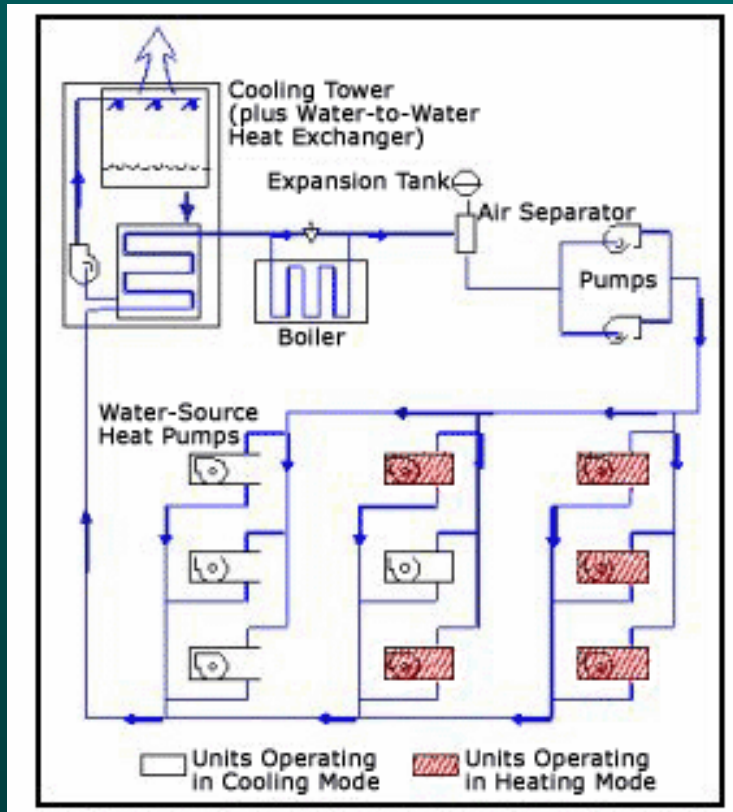 Cooling Tower
(plus Water-to-Water
Heat Exchanger)
Expansion Tank
Air Separator
Pumps
Boiler
Water-Source
Heat Pumps
Units Operating
in Cooling Mode
Units Operating
in Heating Mode